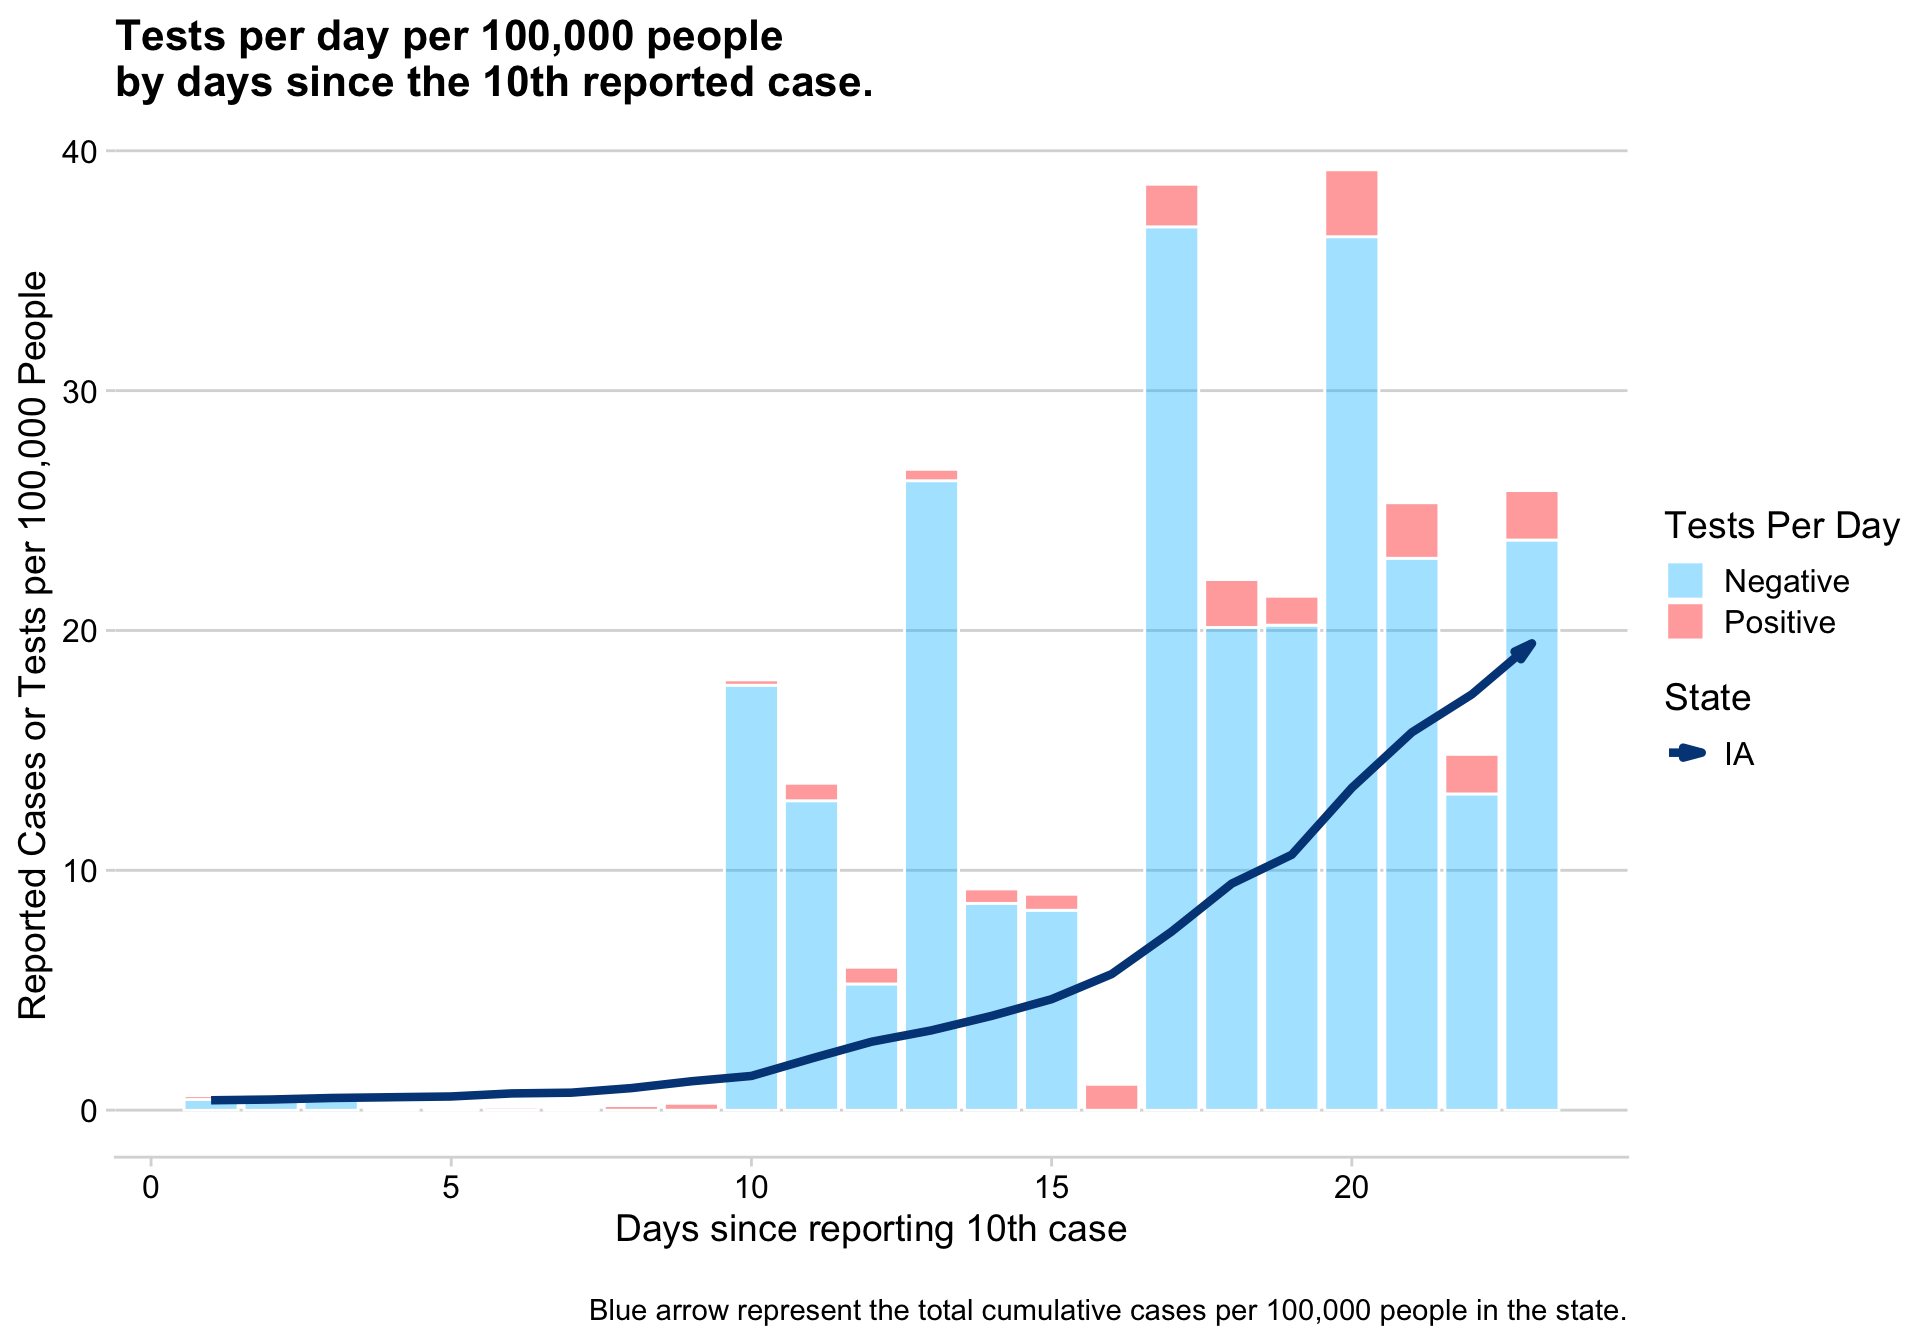 Tests per day per 100,000 people
by days since the 10th reported case.
Reported Cases or Tests per 100,000 People
40
30
20
10
0
0
5
10
15
20
Days since reporting 10th case
Tests Per Day
Negative
Positive
State
IA
Blue arrow represent the total cumulative cases per 100,000 people in the state.